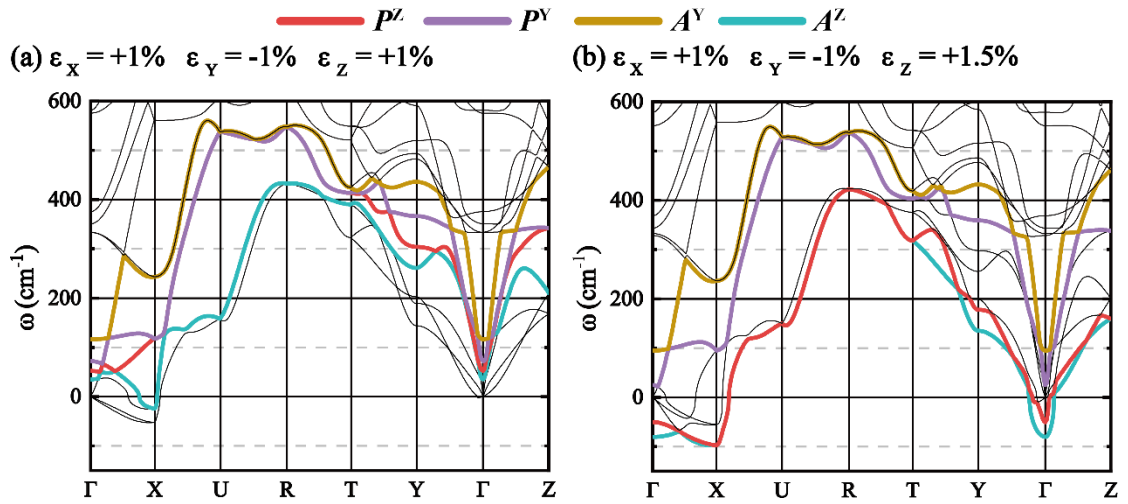 P^Z P^Y A^Y A^Z
(a) ε_X = +1% ε_Y = -1% ε_Z = +1%
(b) ε_X = +1% ε_Y = -1% ε_Z = +1.5%
ω (cm⁻¹)
600
400
200
0
Γ X U R T Y Γ Z
ω (cm⁻¹)
600
400
200
0
Γ X U R T Y Γ Z